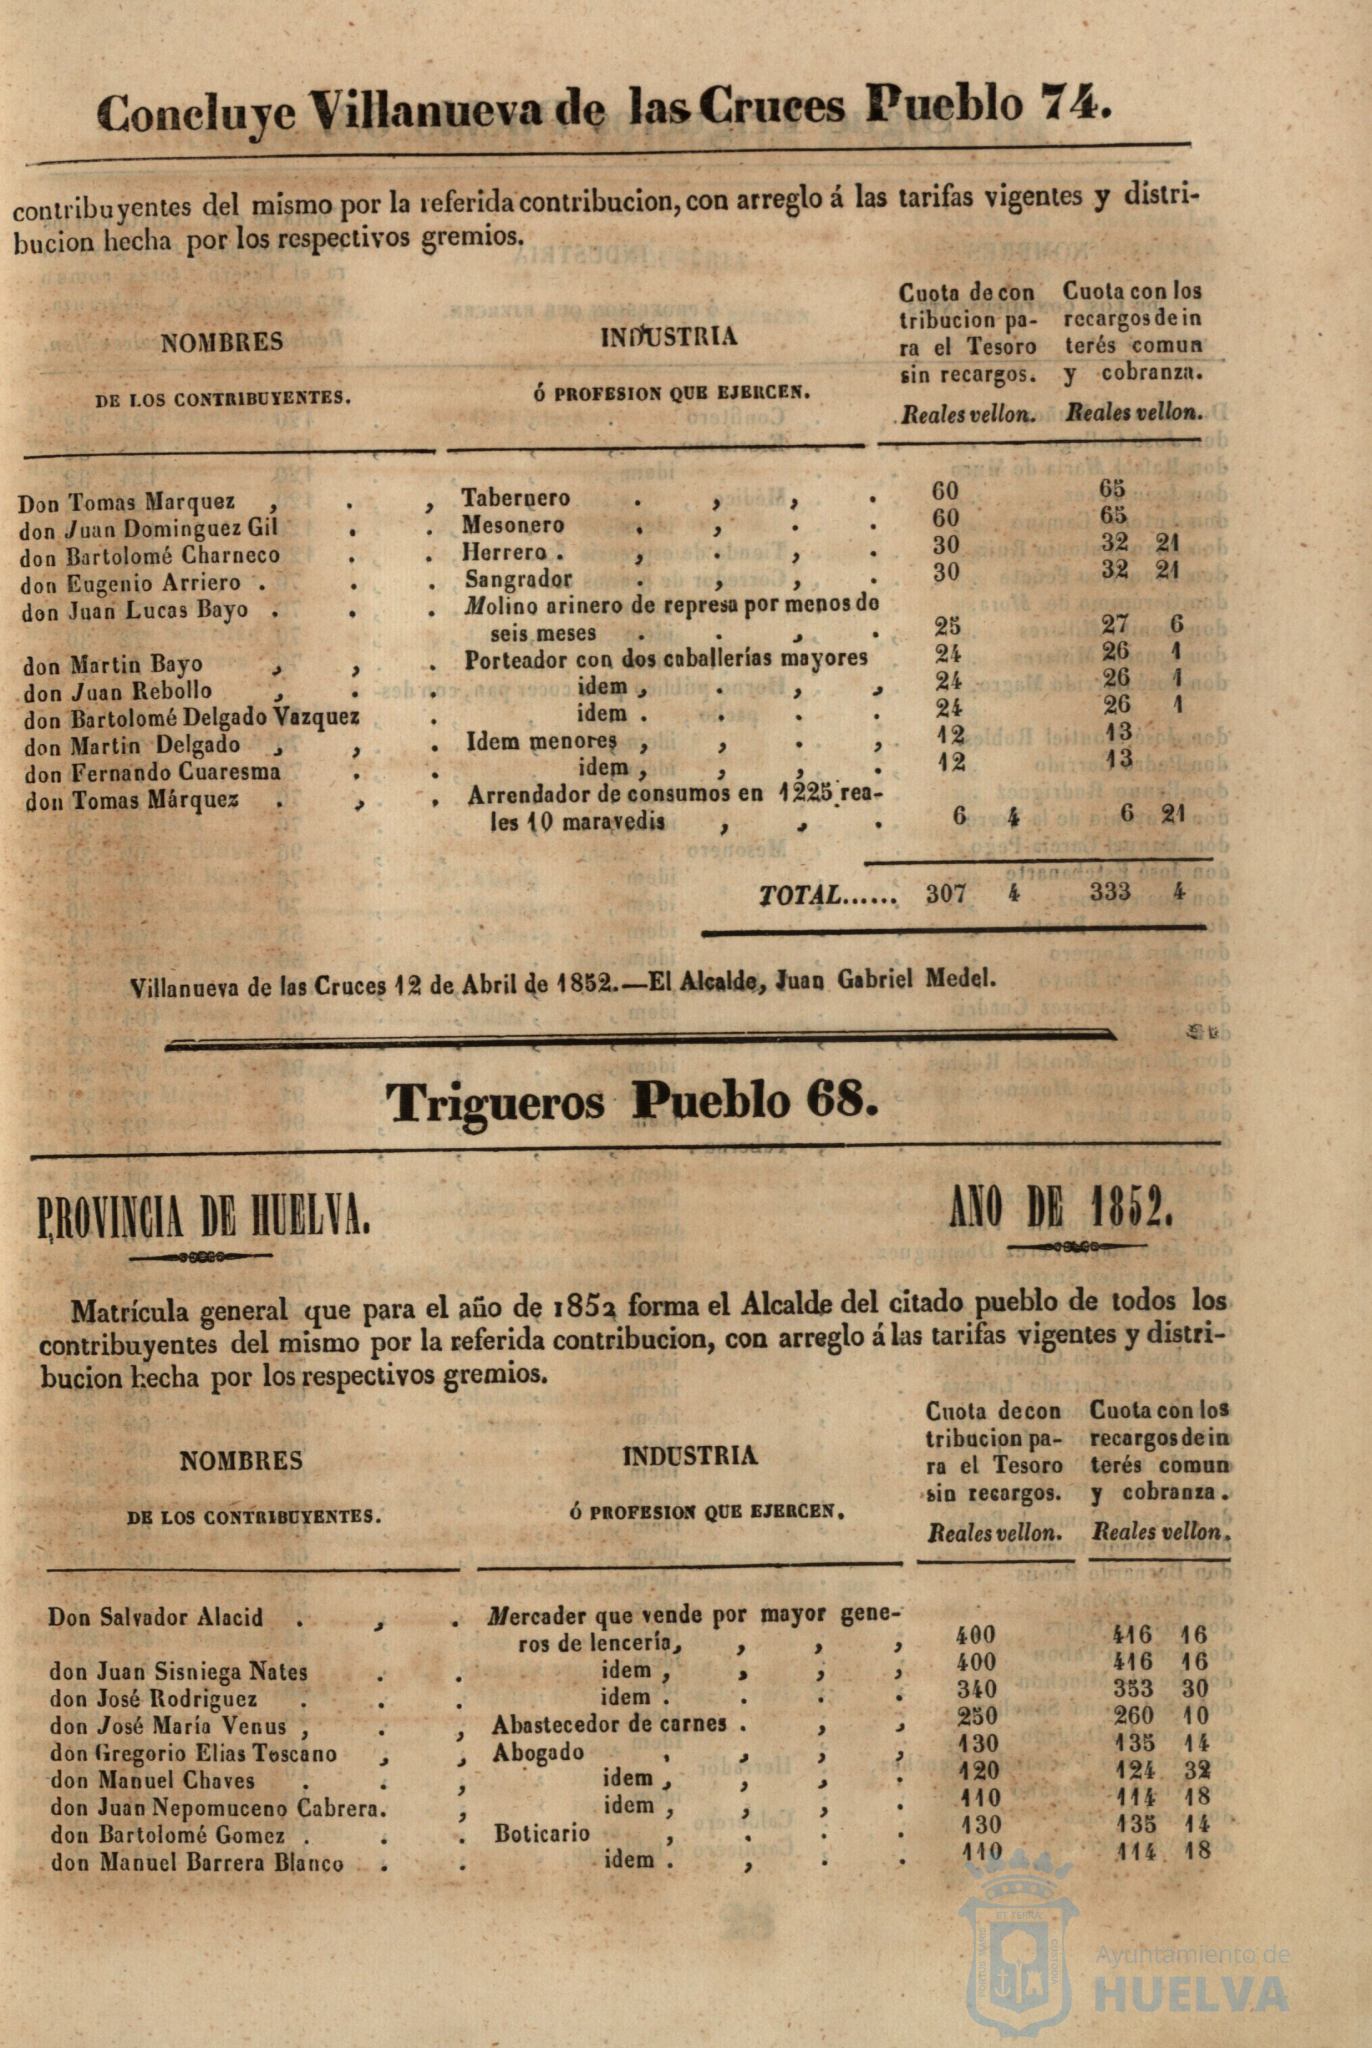 Concluye Villanueva de las Cruces Pueblo 74.
contribuyentes del mismo por la referida contribucion, con arreglo á las tarifas vigentes y distri-
bucion hecha por los respectivos gremios.
NOMBRES
DE LOS CONTRIBUYENTES.
INDUSTRIA
Ó PROFESION QUE EJERCEN.
Cuota de con
tribucion pa-
ra el Tesoro
sin recargos.
Reales vellon.
Cuota con los
recargos de in
terés comun
y cobranza.
Reales vellon.
Don Tomas Marquez , . , Tabernero . , , . 60 65
don Juan Dominguez Gil . . Mesonero . , . . 60 65
don Bartolomé Charneco . . Herrero . , . , . 30 32 21
don Eugenio Arriero . . . Sangrador . , , . 30 32 21
don Juan Lucas Bayo . . . Molino arinero de represa por menos de
seis meses . . , . 25 27 6
don Martin Bayo , , . Porteador con dos caballerías mayores 24 26 1
don Juan Rebollo , . . idem , . , , 24 26 1
don Bartolomé Delgado Vazquez . idem . . . . 24 26 1
don Martin Delgado , , . Idem menores , , . , 12 13
don Fernando Cuaresma . . idem , , , . 12 13
don Tomas Márquez . , , Arrendador de consumos en 1225 rea-
les 10 maravedis , , . 6 4 6 21
TOTAL...... 307 4 333 4
Villanueva de las Cruces 12 de Abril de 1852.—El Alcalde, Juan Gabriel Medel.
Trigueros Pueblo 68.
PROVINCIA DE HUELVA. AÑO DE 1852.
Matrícula general que para el año de 1852 forma el Alcalde del citado pueblo de todos los
contribuyentes del mismo por la referida contribucion, con arreglo á las tarifas vigentes y distri-
bucion hecha por los respectivos gremios.
NOMBRES
DE LOS CONTRIBUYENTES.
INDUSTRIA
Ó PROFESION QUE EJERCEN.
Cuota de con
tribucion pa-
ra el Tesoro
sin recargos.
Reales vellon.
Cuota con los
recargos de in
terés comun
y cobranza.
Reales vellon.
Don Salvador Alacid . , . Mercader que vende por mayor gene-
ros de lencería, , , , 400 416 16
don Juan Sisniega Nates . . idem , , , , 400 416 16
don José Rodriguez . . . idem . . . . 340 353 30
don José María Venus , . , Abastecedor de carnes . , , 250 260 10
don Gregorio Elias Toscano , , Abogado , , , , 130 135 14
don Manuel Chaves . . , idem , , , . 120 124 32
don Juan Nepomuceno Cabrera. , idem , , , . 110 114 18
don Bartolomé Gomez . . . Boticario , . . . 130 135 14
don Manuel Barrera Blanco . . idem . , . . 110 114 18
Ayuntamiento de
HUELVA